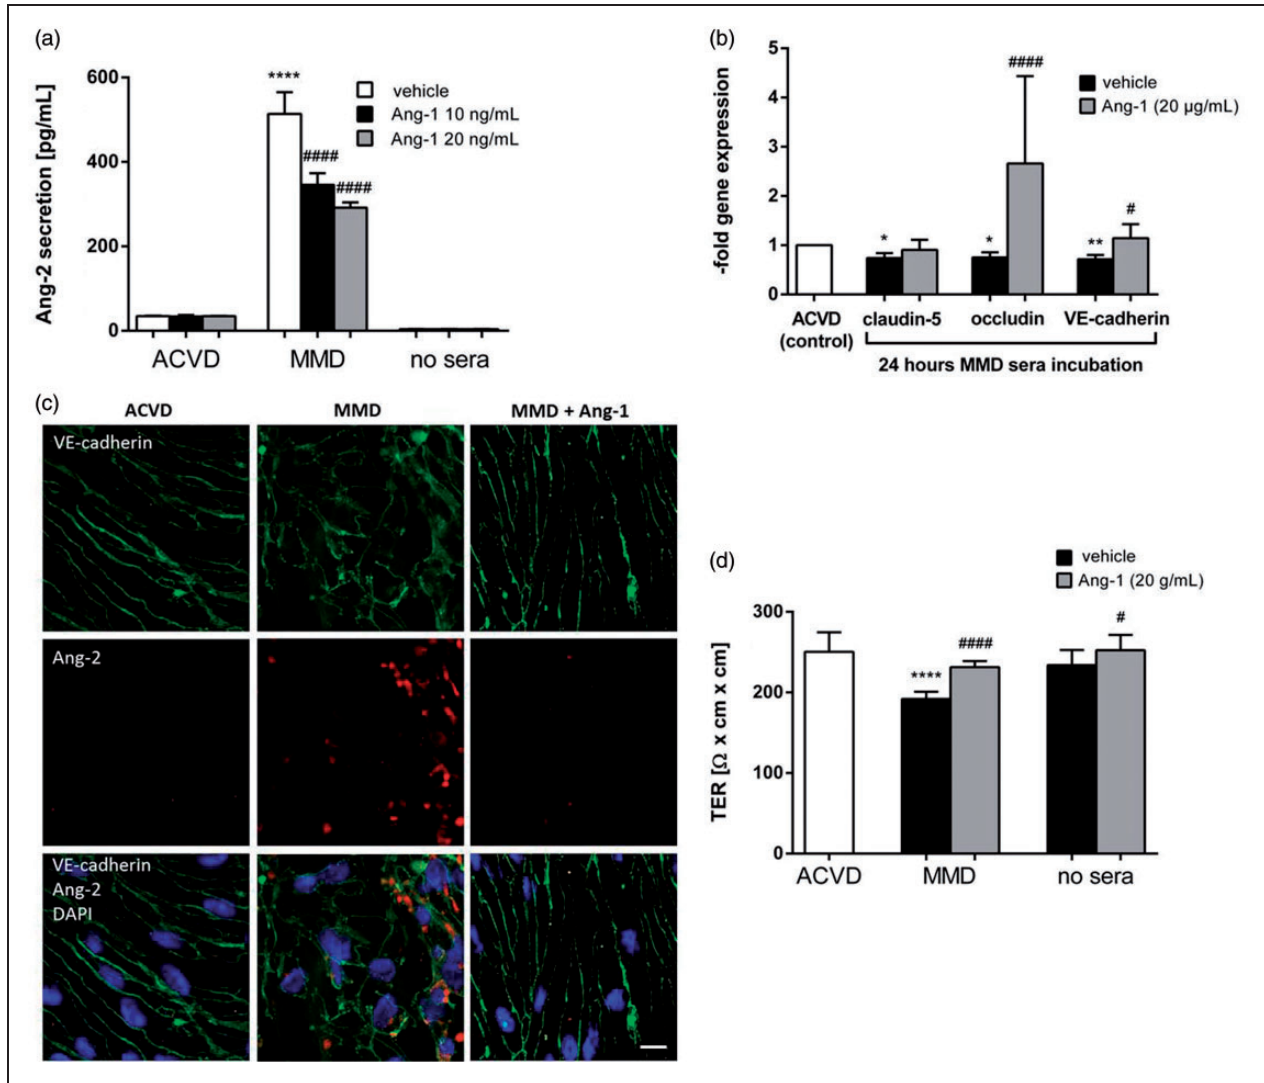 (a)
Ang-2 secretion [pg/mL]
600
400
200
0
****
####
####
vehicle
Ang-1 10 ng/mL
Ang-1 20 ng/mL
ACVD
MMD
no sera
(b)
-fold gene expression
5
4
3
2
1
0
*
*
####
**
#
vehicle
Ang-1 (20 µg/mL)
ACVD
(control)
claudin-5
occludin
VE-cadherin
24 hours MMD sera incubation
(c)
ACVD
MMD
MMD + Ang-1
VE-cadherin
Ang-2
VE-cadherin
Ang-2
DAPI
(d)
vehicle
Ang-1 (20 g/mL)
TER [Ω x cm x cm]
300
200
100
0
****
####
#
ACVD
MMD
no sera